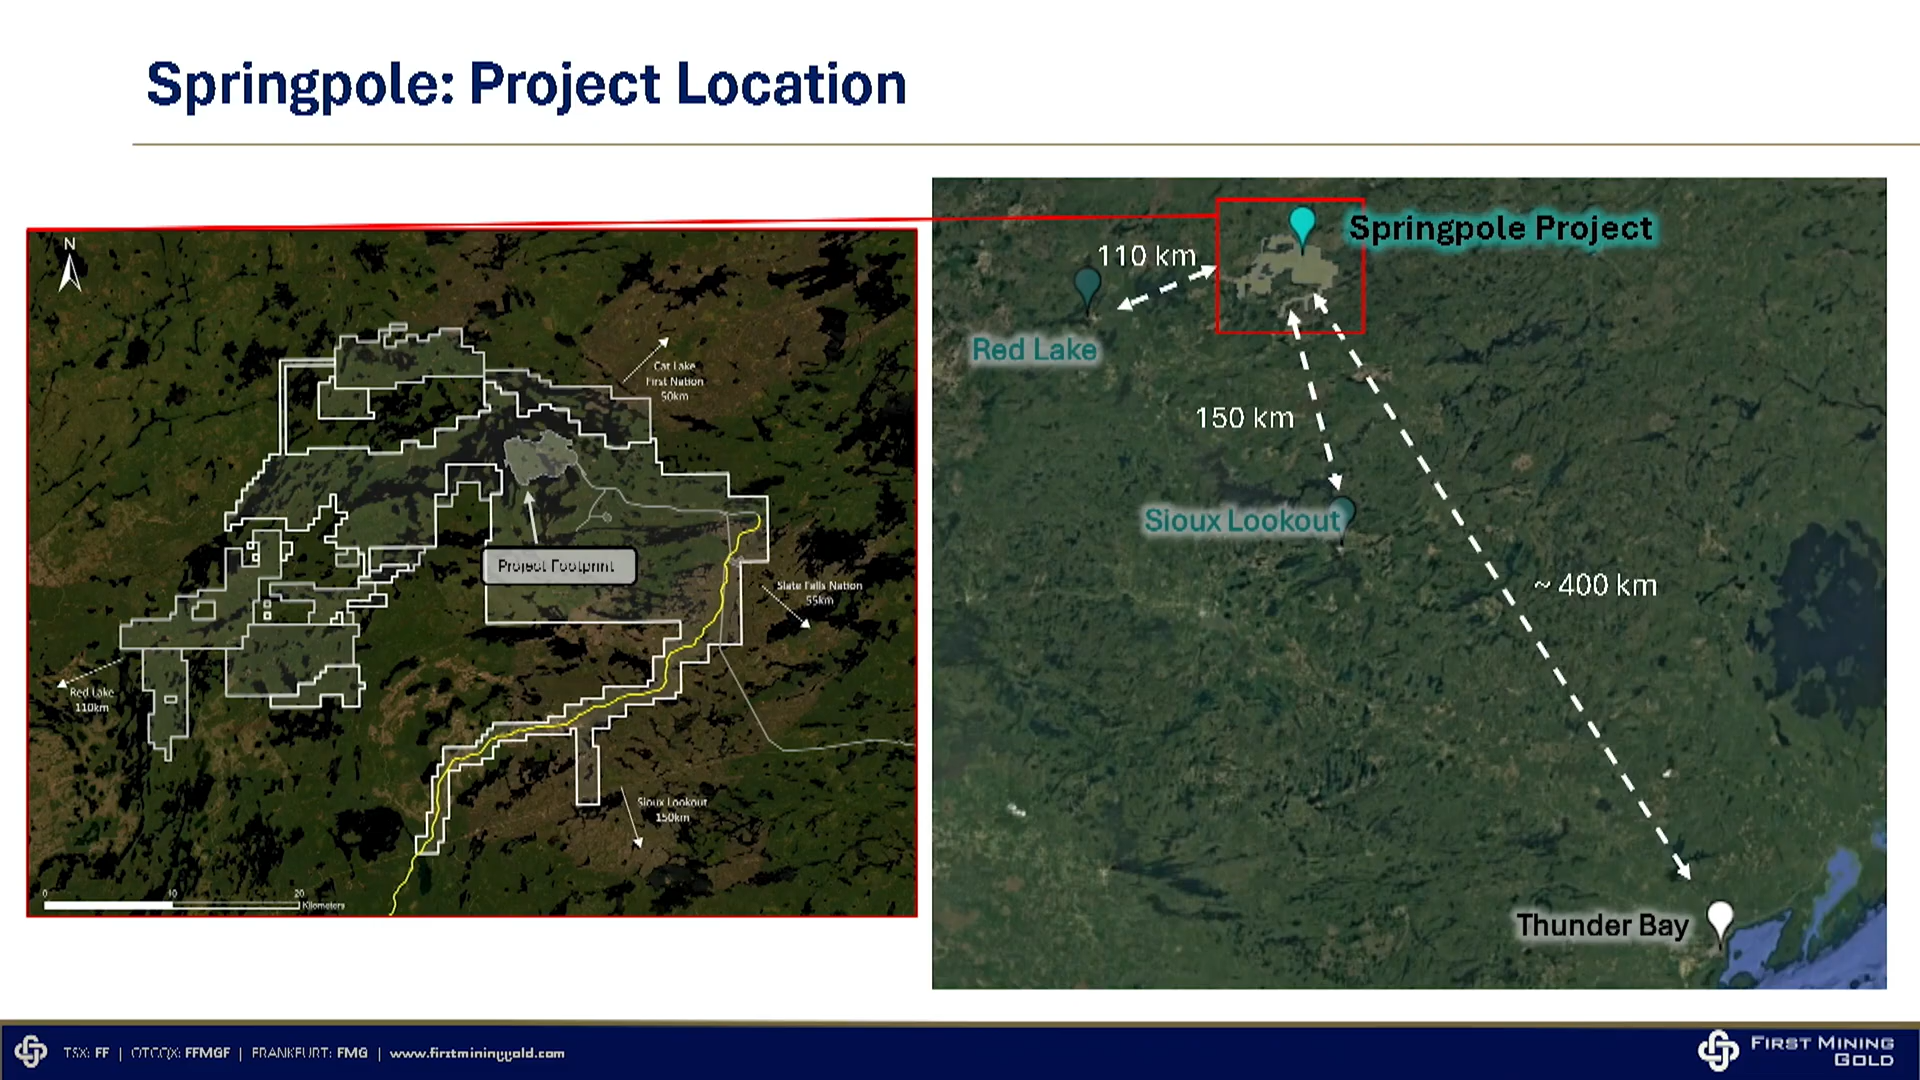 Springpole: Project Location
N
Cat Lake
First Nation
50km
Project Footprint
Slate Falls Nation
55km
Red Lake
110km
Sioux Lookout
150km
0 10 20
Kilometers
Springpole Project
110 km
Red Lake
150 km
Sioux Lookout
~ 400 km
Thunder Bay
TSX: FF | OTCQX: FFMGF | FRANKFURT: FMG | www.firstmininggold.com
FIRST MINING
GOLD